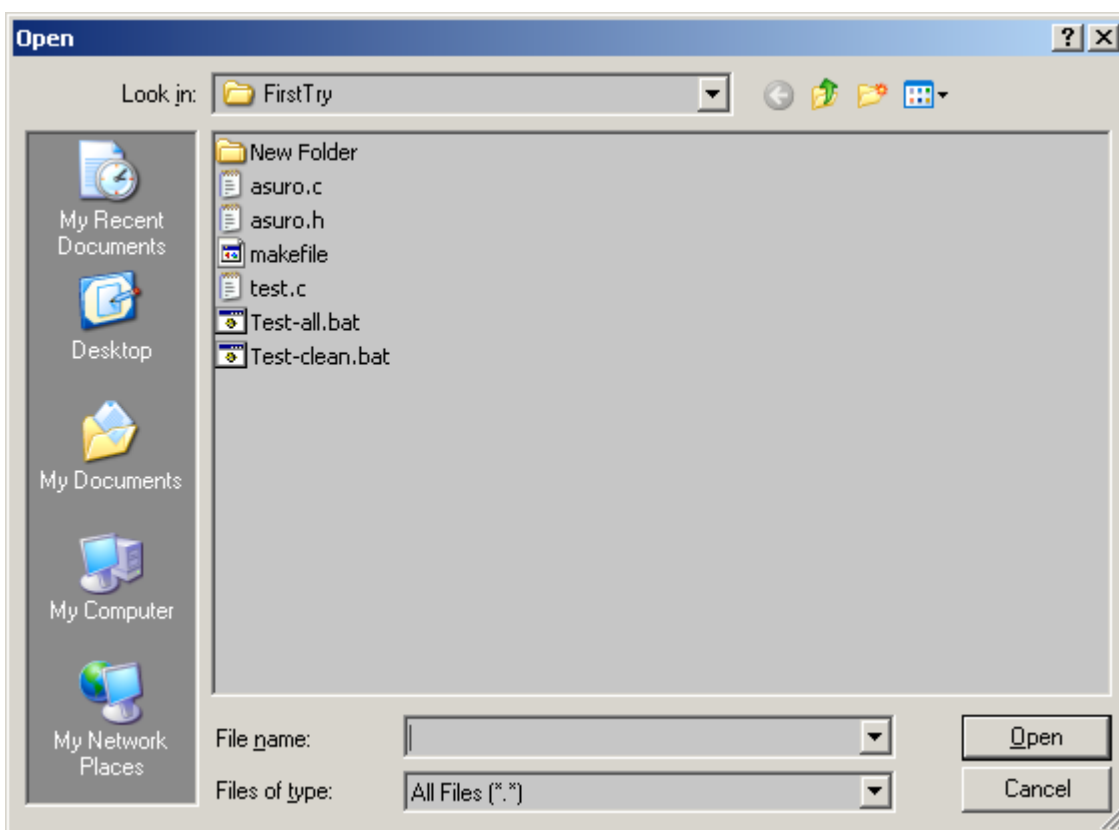 Open
Look in: FirstTry
New Folder
asuro.c
asuro.h
makefile
test.c
Test-all.bat
Test-clean.bat
My Recent
Documents
Desktop
My Documents
My Computer
My Network
Places
File name:
Open
Files of type: All Files (*.*)
Cancel